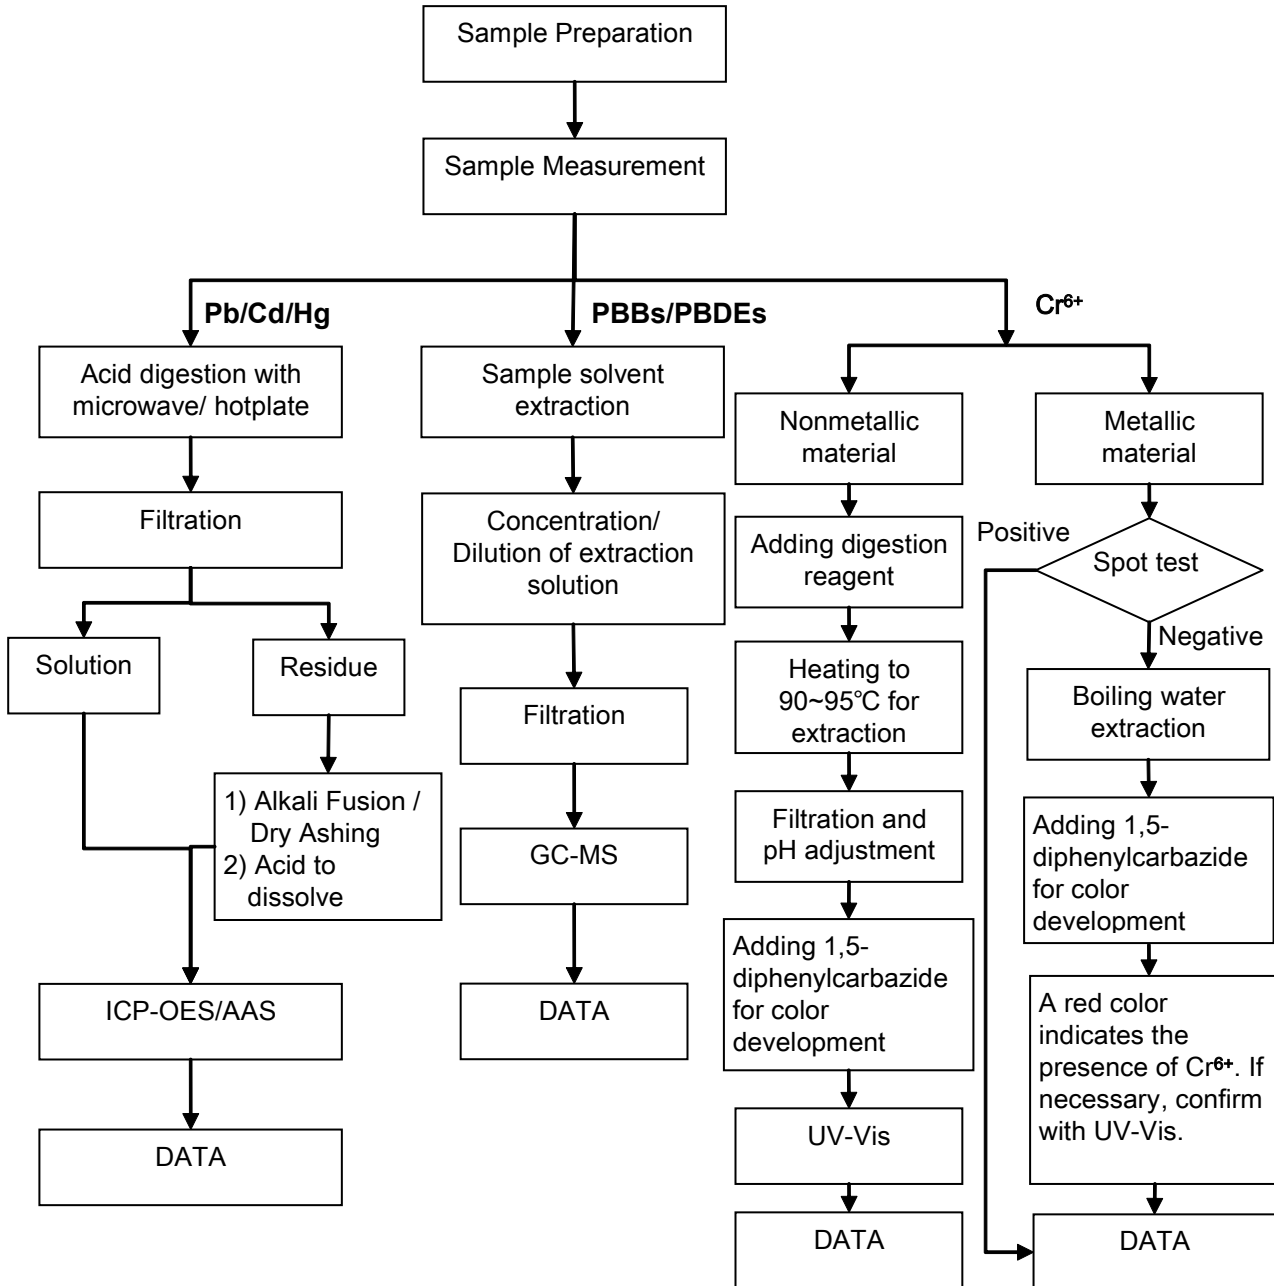 Sample Preparation
Sample Measurement
Pb/Cd/Hg
PBBs/PBDEs
Cr⁶⁺
Acid digestion with
microwave/ hotplate
Filtration
Solution
Residue
1) Alkali Fusion /
Dry Ashing
2) Acid to
dissolve
ICP-OES/AAS
DATA
Sample solvent
extraction
Concentration/
Dilution of extraction
solution
Filtration
GC-MS
DATA
Nonmetallic
material
Adding digestion
reagent
Heating to
90~95℃ for
extraction
Filtration and
pH adjustment
Adding 1,5-
diphenylcarbazide
for color
development
UV-Vis
DATA
Metallic
material
Positive
Spot test
Negative
Boiling water
extraction
Adding 1,5-
diphenylcarbazide
for color
development
A red color
indicates the
presence of Cr⁶⁺. If
necessary, confirm
with UV-Vis.
DATA